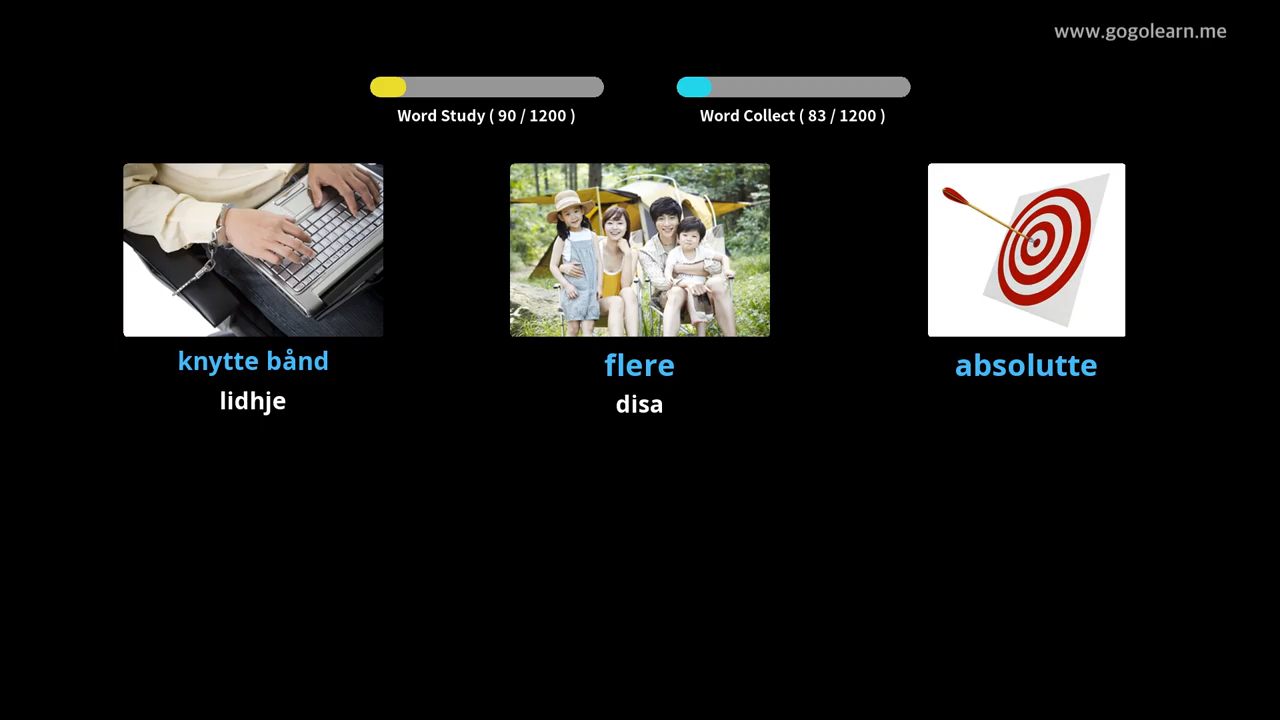 www.gogolearn.me
Word Study ( 90 / 1200 )
Word Collect ( 83 / 1200 )
knytte bånd
flere
absolutte
lidhje
disa